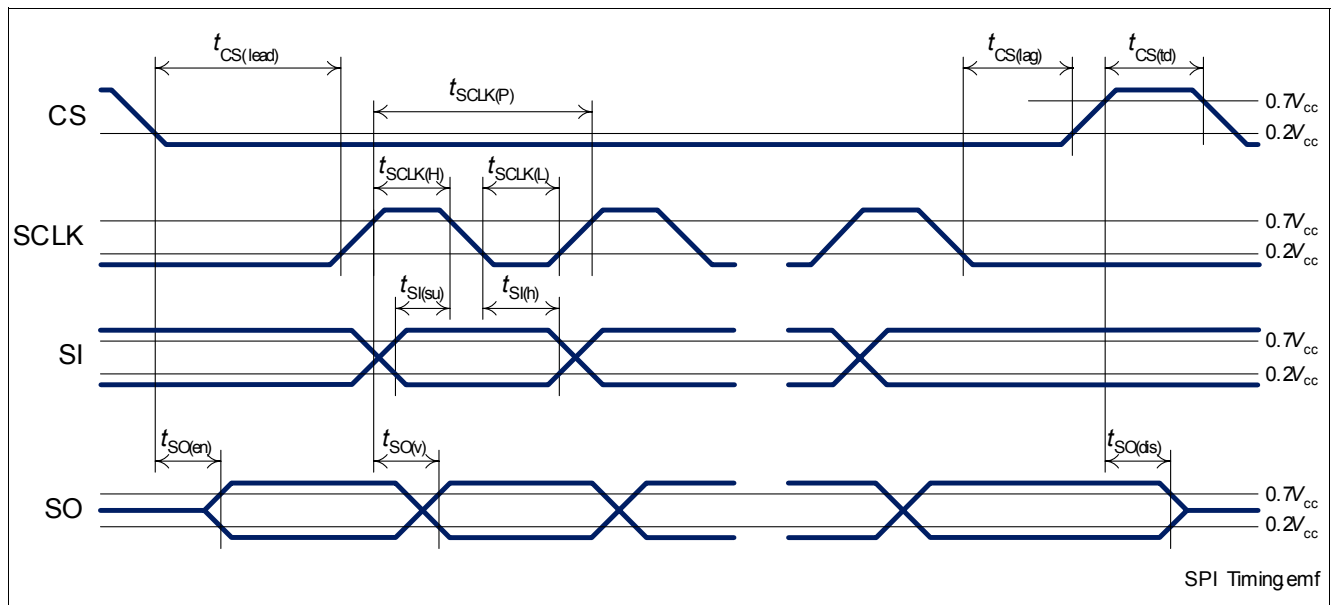 tCS(lead)
tCS(lag)
tCS(td)
tSCLK(P)
CS
0.7Vcc
0.2Vcc
tSCLK(H)
tSCLK(L)
SCLK
0.7Vcc
0.2Vcc
tSI(su)
tSI(h)
SI
0.7Vcc
0.2Vcc
tSO(en)
tSO(v)
tSO(dis)
SO
0.7Vcc
0.2Vcc
SPI Timing.emf